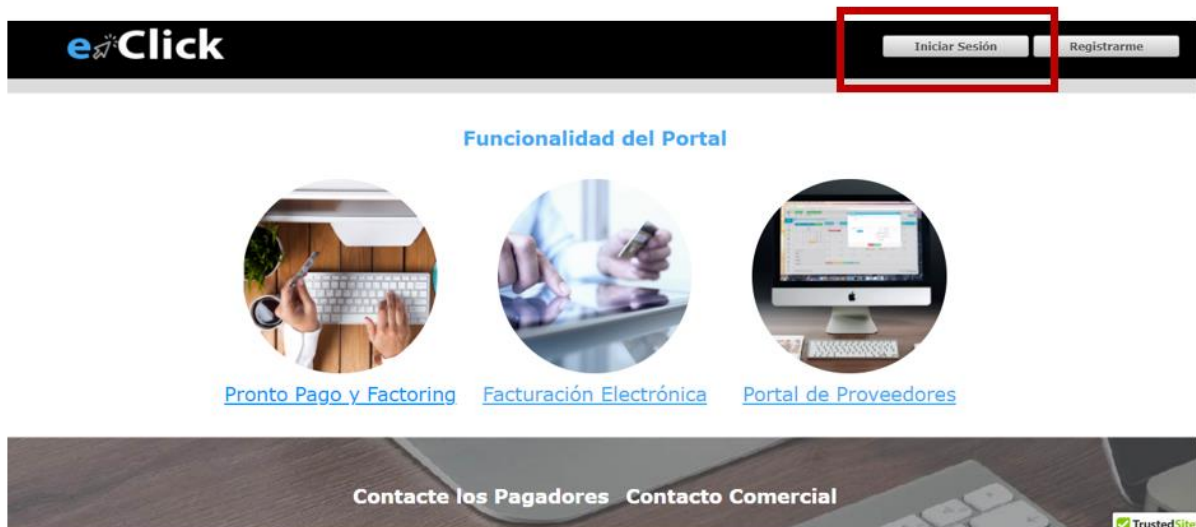 eClick
Iniciar Sesión
Registrarme
Funcionalidad del Portal
Pronto Pago y Factoring
Facturación Electrónica
Portal de Proveedores
Contacte los Pagadores Contacto Comercial
TrustedSite